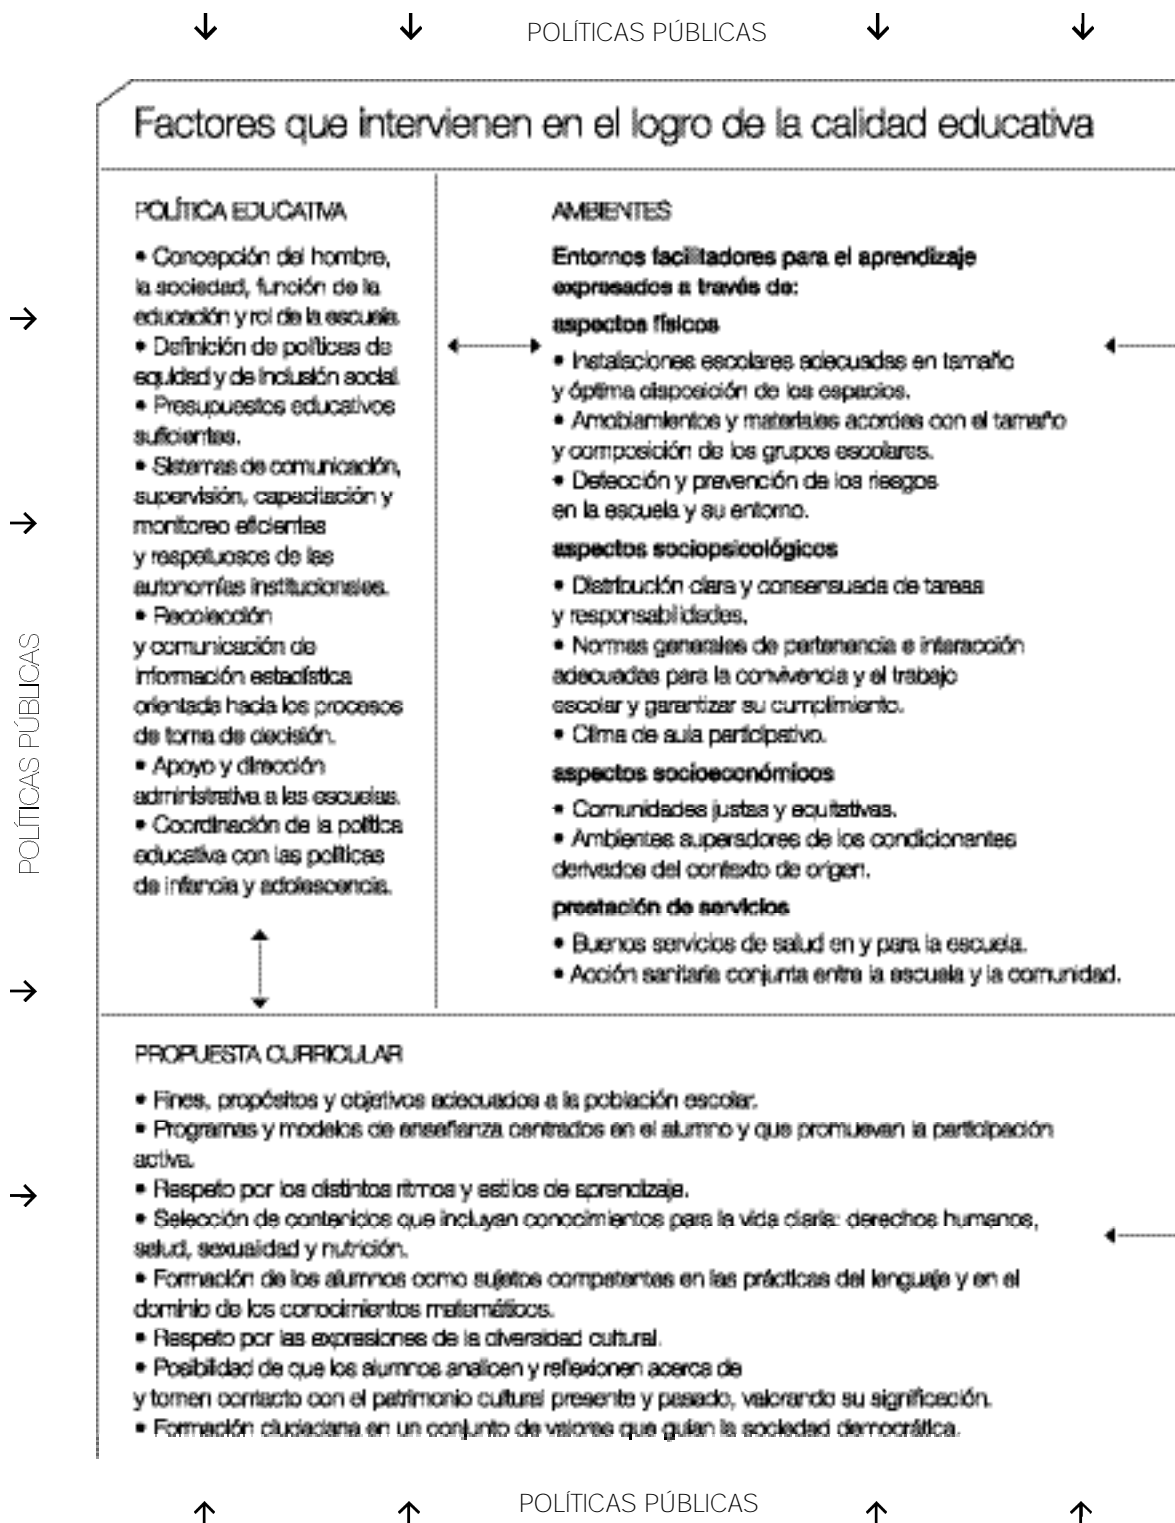 POLÍTICAS PÚBLICAS
Factores que intervienen en el logro de la calidad educativa
POLÍTICA EDUCATIVA
• Concepción del hombre,
la sociedad, función de la
educación y rol de la escuela.
• Definición de políticas de
equidad y de inclusión social.
• Presupuestos educativos
suficientes.
• Sistemas de comunicación,
supervisión, capacitación y
monitoreo eficientes
y respetuosos de las
autonomías institucionales.
• Recolección
y comunicación de
información estadística
orientada hacia los procesos
de toma de decisión.
• Apoyo y dirección
administrativa a las escuelas.
• Coordinación de la política
educativa con las políticas
de infancia y adolescencia.
AMBIENTES
Entornos facilitadores para el aprendizaje
expresados a través de:
aspectos físicos
• Instalaciones escolares adecuadas en tamaño
y óptima disposición de los espacios.
• Amoblamientos y materiales acordes con el tamaño
y composición de los grupos escolares.
• Detección y prevención de los riesgos
en la escuela y su entorno.
aspectos sociopsicológicos
• Distribución clara y consensuada de tareas
y responsabilidades.
• Normas generales de pertenencia e interacción
adecuadas para la convivencia y el trabajo
escolar y garantizar su cumplimiento.
• Clima de aula participativo.
aspectos socioeconómicos
• Comunidades justas y equitativas.
• Ambientes superadores de los condicionantes
derivados del contexto de origen.
prestación de servicios
• Buenos servicios de salud en y para la escuela.
• Acción sanitaria conjunta entre la escuela y la comunidad.
POLÍTICAS PÚBLICAS
PROPUESTA CURRICULAR
• Fines, propósitos y objetivos adecuados a la población escolar.
• Programas y modelos de enseñanza centrados en el alumno y que promuevan la participación
activa.
• Respeto por los distintos ritmos y estilos de aprendizaje.
• Selección de contenidos que incluyan conocimientos para la vida diaria: derechos humanos,
salud, sexualidad y nutrición.
• Formación de los alumnos como sujetos competentes en las prácticas del lenguaje y en el
dominio de los conocimientos matemáticos.
• Respeto por las expresiones de la diversidad cultural.
• Posibilidad de que los alumnos analicen y reflexionen acerca de
y tomen contacto con el patrimonio cultural presente y pasado, valorando su significación.
• Formación ciudadana en un conjunto de valores que guían la sociedad democrática.
POLÍTICAS PÚBLICAS